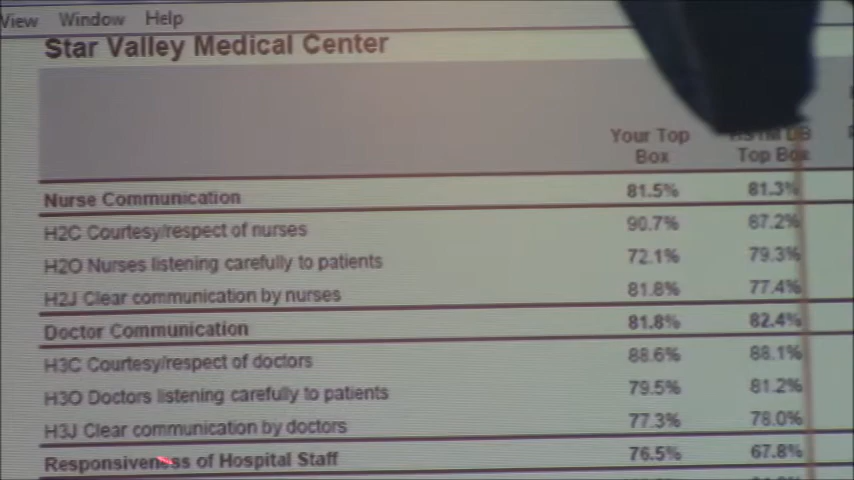 View Window Help
Star Valley Medical Center
Your Top Box
Top Box
Nurse Communication 81.5% 81.3%
H2C Courtesy/respect of nurses 90.7% 87.2%
H2O Nurses listening carefully to patients 72.1% 79.3%
H2J Clear communication by nurses 81.8% 77.4%
Doctor Communication 81.8% 82.4%
H3C Courtesy/respect of doctors 88.6% 88.1%
H3O Doctors listening carefully to patients 79.5% 81.2%
H3J Clear communication by doctors 77.3% 78.0%
Responsiveness of Hospital Staff 76.5% 67.8%